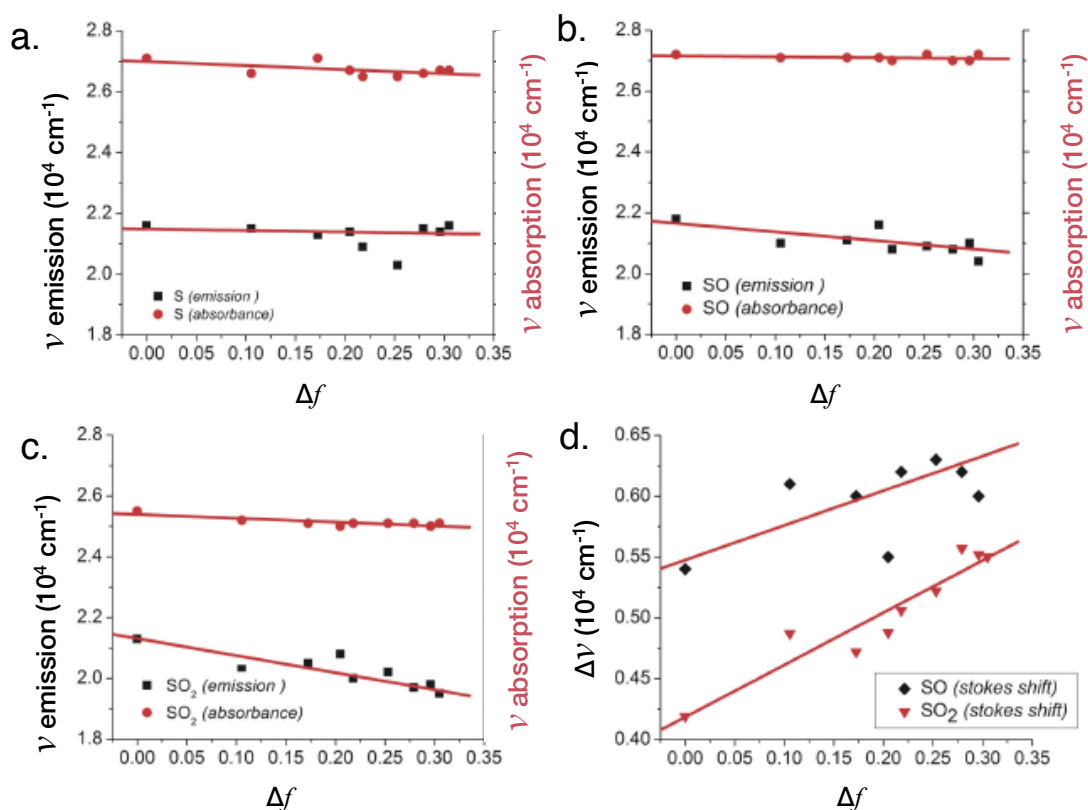 a.
ν emission (10⁴ cm⁻¹)
2.8
2.6
2.4
2.2
2.0
1.8
S (emission )
S (absorbance)
0.00 0.05 0.10 0.15 0.20 0.25 0.30 0.35
Δf
ν absorption (10⁴ cm⁻¹)
b.
ν emission (10⁴ cm⁻¹)
2.8
2.6
2.4
2.2
2.0
1.8
SO (emission )
SO (absorbance)
0.00 0.05 0.10 0.15 0.20 0.25 0.30 0.35
Δf
ν absorption (10⁴ cm⁻¹)
c.
ν emission (10⁴ cm⁻¹)
2.8
2.6
2.4
2.2
2.0
1.8
SO₂ (emission )
SO₂ (absorbance)
0.00 0.05 0.10 0.15 0.20 0.25 0.30 0.35
Δf
ν absorption (10⁴ cm⁻¹)
d.
Δν (10⁴ cm⁻¹)
0.65
0.60
0.55
0.50
0.45
0.40
SO (stokes shift)
SO₂ (stokes shift)
0.00 0.05 0.10 0.15 0.20 0.25 0.30 0.35
Δf